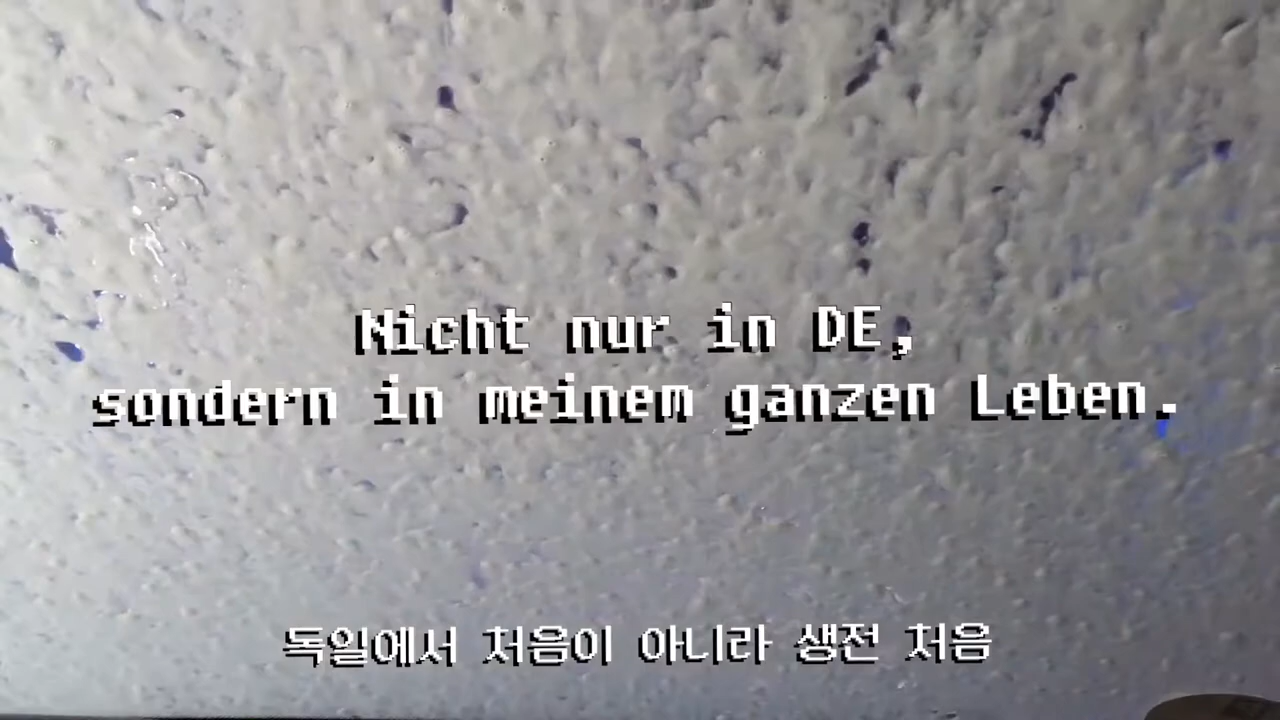 Nicht nur in DE,
sondern in meinem ganzen Leben.
독일에서 처음이 아니라 생전 처음